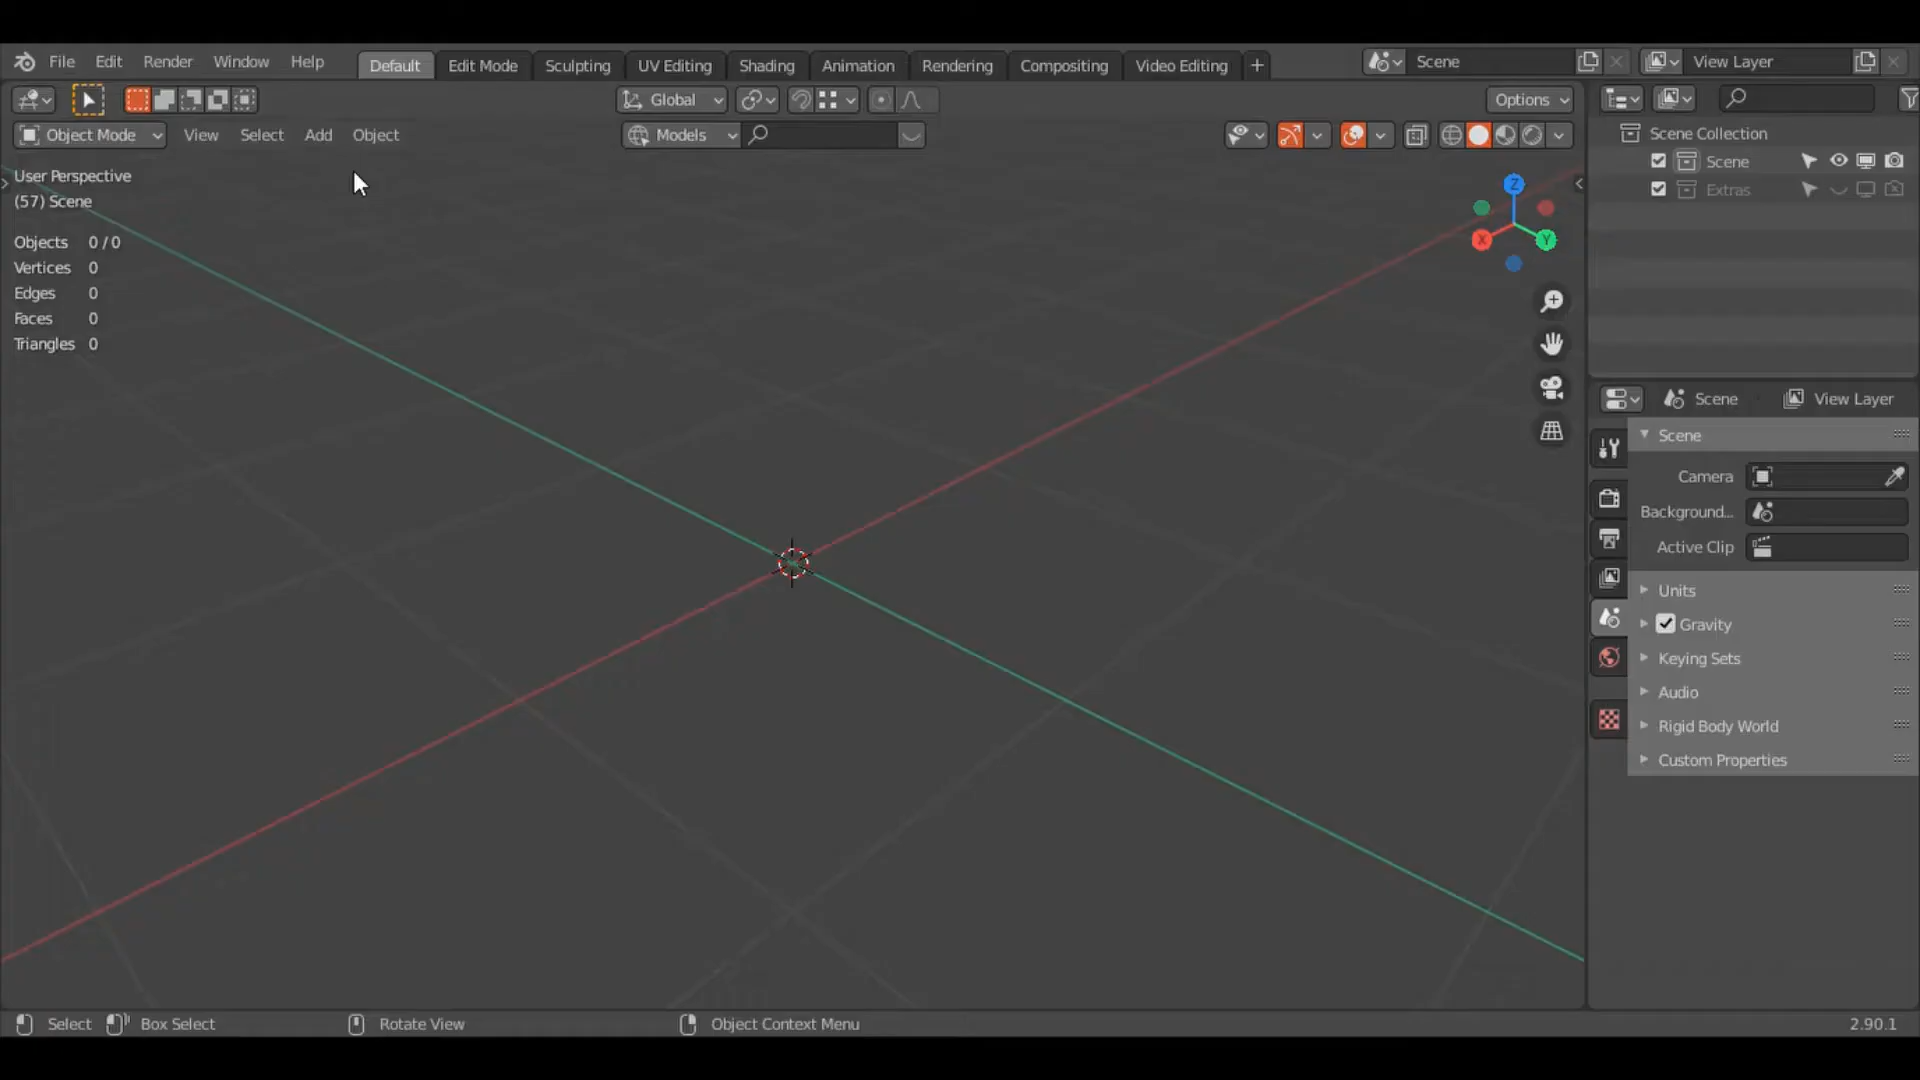 File Edit Render Window Help Default Edit Mode Sculpting UV Editing Shading Animation Rendering Compositing Video Editing + Scene View Layer
Global Options
Object Mode View Select Add Object Models
Scene Collection
Scene
Extras
User Perspective
(57) Scene
Objects 0 / 0
Vertices 0
Edges 0
Faces 0
Triangles 0
Z
X
Y
Scene View Layer
Scene
Camera
Background...
Active Clip
Units
Gravity
Keying Sets
Audio
Rigid Body World
Custom Properties
Select Box Select Rotate View Object Context Menu 2.90.1